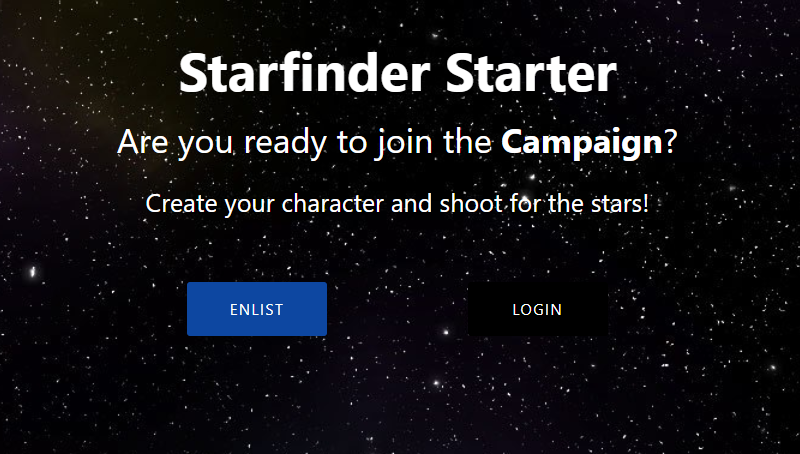 Starfinder Starter
Are you ready to join the Campaign?
Create your character and shoot for the stars!
ENLIST
LOGIN